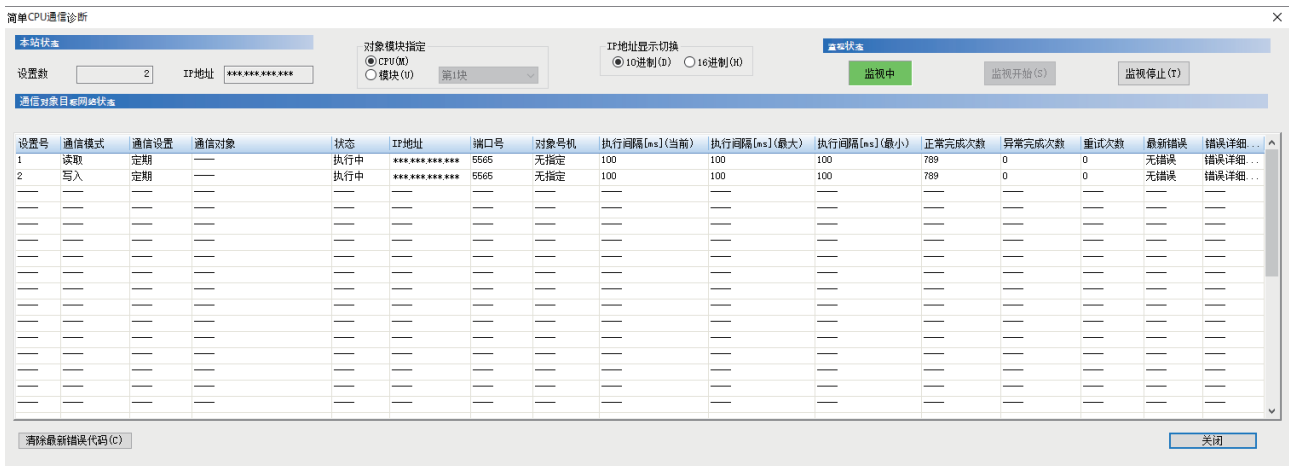 简单CPU通信诊断
本站状态
对象模块指定
IP地址显示切换
监视状态
设置数 2 IP地址 ***.***.***.***
CPU(M)
模块(U) 第1块
10进制(D) 16进制(H)
监视中 监视开始(S) 监视停止(T)
通信对象目标网络状态
设置号 通信模式 通信设置 通信对象 状态 IP地址 端口号 对象号机 执行间隔[ms](当前) 执行间隔[ms](最大) 执行间隔[ms](最小) 正常完成次数 异常完成次数 重试次数 最新错误 错误详细...
1 读取 定期 —— 执行中 ***.***.***.*** 5565 无指定 100 100 100 789 0 0 无错误 错误详细...
2 写入 定期 —— 执行中 ***.***.***.*** 5565 无指定 100 100 100 789 0 0 无错误 错误详细...
清除最新错误代码(C) 关闭